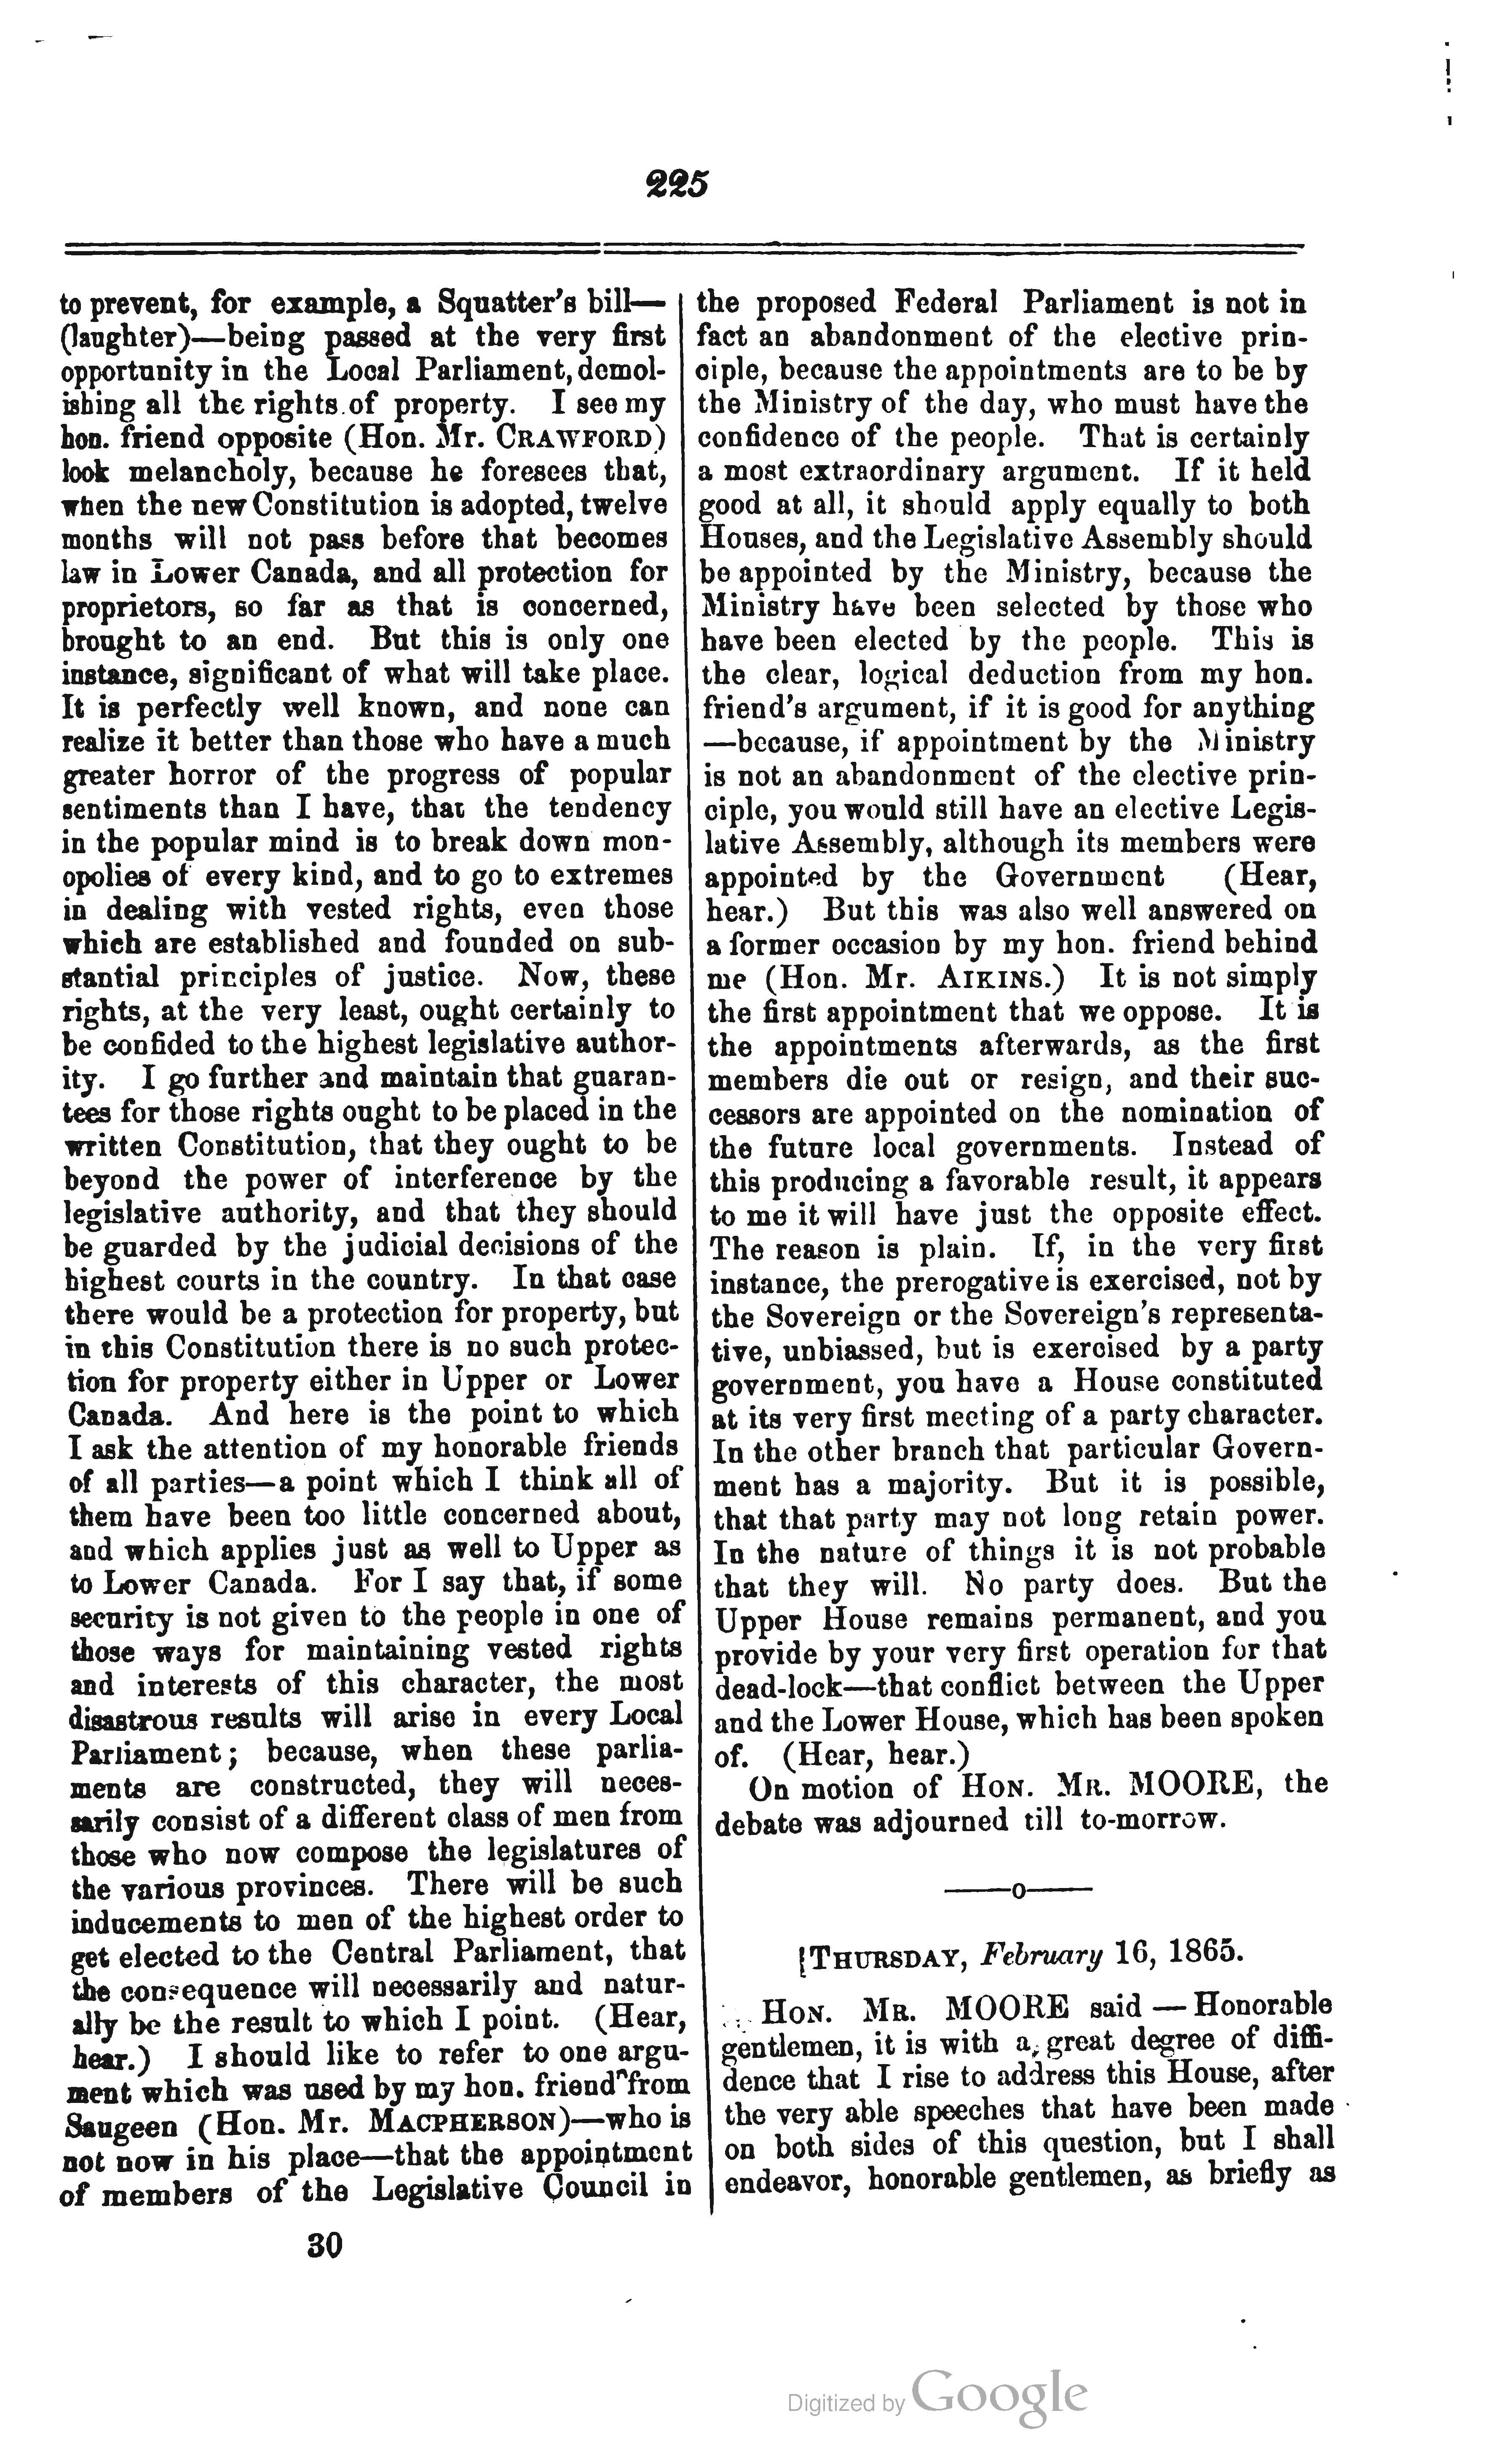 225
to prevent, for example, a Squatter's bill—
(laughter)—being passed at the very first
opportunity in the Local Parliament, demol-
ishing all the rights of property. I see my
hon. friend opposite (Hon. Mr. CRAWFORD)
look melancholy, because he foresees that,
when the new Constitution is adopted, twelve
months will not pass before that becomes
law in Lower Canada, and all protection for
proprietors, so far as that is concerned,
brought to an end. But this is only one
instance, significant of what will take place.
It is perfectly well known, and none can
realize it better than those who have a much
greater horror of the progress of popular
sentiments than I have, that the tendency
in the popular mind is to break down mon-
opolies of every kind, and to go to extremes
in dealing with vested rights, even those
which are established and founded on sub-
stantial principles of justice. Now, these
rights, at the very least, ought certainly to
be confided to the highest legislative author-
ity. I go further and maintain that guaran-
tees for those rights ought to be placed in the
written Constitution, that they ought to be
beyond the power of interference by the
legislative authority, and that they should
be guarded by the judicial decisions of the
highest courts in the country. In that case
there would be a protection for property, but
in this Constitution there is no such protec-
tion for property either in Upper or Lower
Canada. And here is the point to which
I ask the attention of my honorable friends
of all parties—a point which I think all of
them have been too little concerned about,
and which applies just as well to Upper as
to Lower Canada. For I say that, if some
security is not given to the people in one of
those ways for maintaining vested rights
and interests of this character, the most
disastrous results will arise in every Local
Parliament; because, when these parlia-
ments are constructed, they will neces-
sarily consist of a different class of men from
those who now compose the legislatures of
the various provinces. There will be such
inducements to men of the highest order to
get elected to the Central Parliament, that
the consequence will necessarily and natur-
ally be the result to which I point. (Hear,
hear.) I should like to refer to one argu-
ment which was used by my hon. friend from
Saugeen (Hon. Mr. MACPHERSON)—who is
not now in his place—that the appointment
of members of the Legislative Council in
30
the proposed Federal Parliament is not in
fact an abandonment of the elective prin-
ciple, because the appointments are to be by
the Ministry of the day, who must have the
confidence of the people. That is certainly
a most extraordinary argument. If it held
good at all, it should apply equally to both
Houses, and the Legislative Assembly should
be appointed by the Ministry, because the
Ministry have been selected by those who
have been elected by the people. This is
the clear, logical deduction from my hon.
friend's argument, if it is good for anything
—because, if appointment by the Ministry
is not an abandonment of the elective prin-
ciple, you would still have an elective Legis-
lative Assembly, although its members were
appointed by the Government (Hear,
hear.) But this was also well answered on
a former occasion by my hon. friend behind
me (Hon. Mr. AIKINS.) It is not simply
the first appointment that we oppose. It is
the appointments afterwards, as the first
members die out or resign, and their suc-
cessors are appointed on the nomination of
the future local governments. Instead of
this producing a favorable result, it appears
to me it will have just the opposite effect.
The reason is plain. If, in the very first
instance, the prerogative is exercised, not by
the Sovereign or the Sovereign's representa-
tive, unbiassed, but is exercised by a party
government, you have a House constituted
at its very first meeting of a party character.
In the other branch that particular Govern-
ment has a majority. But it is possible,
that that party may not long retain power.
In the nature of things it is not probable
that they will. No party does. But the
Upper House remains permanent, and you
provide by your very first operation for that
dead-lock—that conflict between the Upper
and the Lower House, which has been spoken
of. (Hear, hear.)
On motion of HON. MR. MOORE, the
debate was adjourned till to-morrow.
——o——
[THURSDAY, February 16, 1865.
HON. MR. MOORE said — Honorable
gentlemen, it is with a great degree of diffi-
dence that I rise to address this House, after
the very able speeches that have been made
on both sides of this question, but I shall
endeavor, honorable gentlemen, as briefly as
Digitized by Google